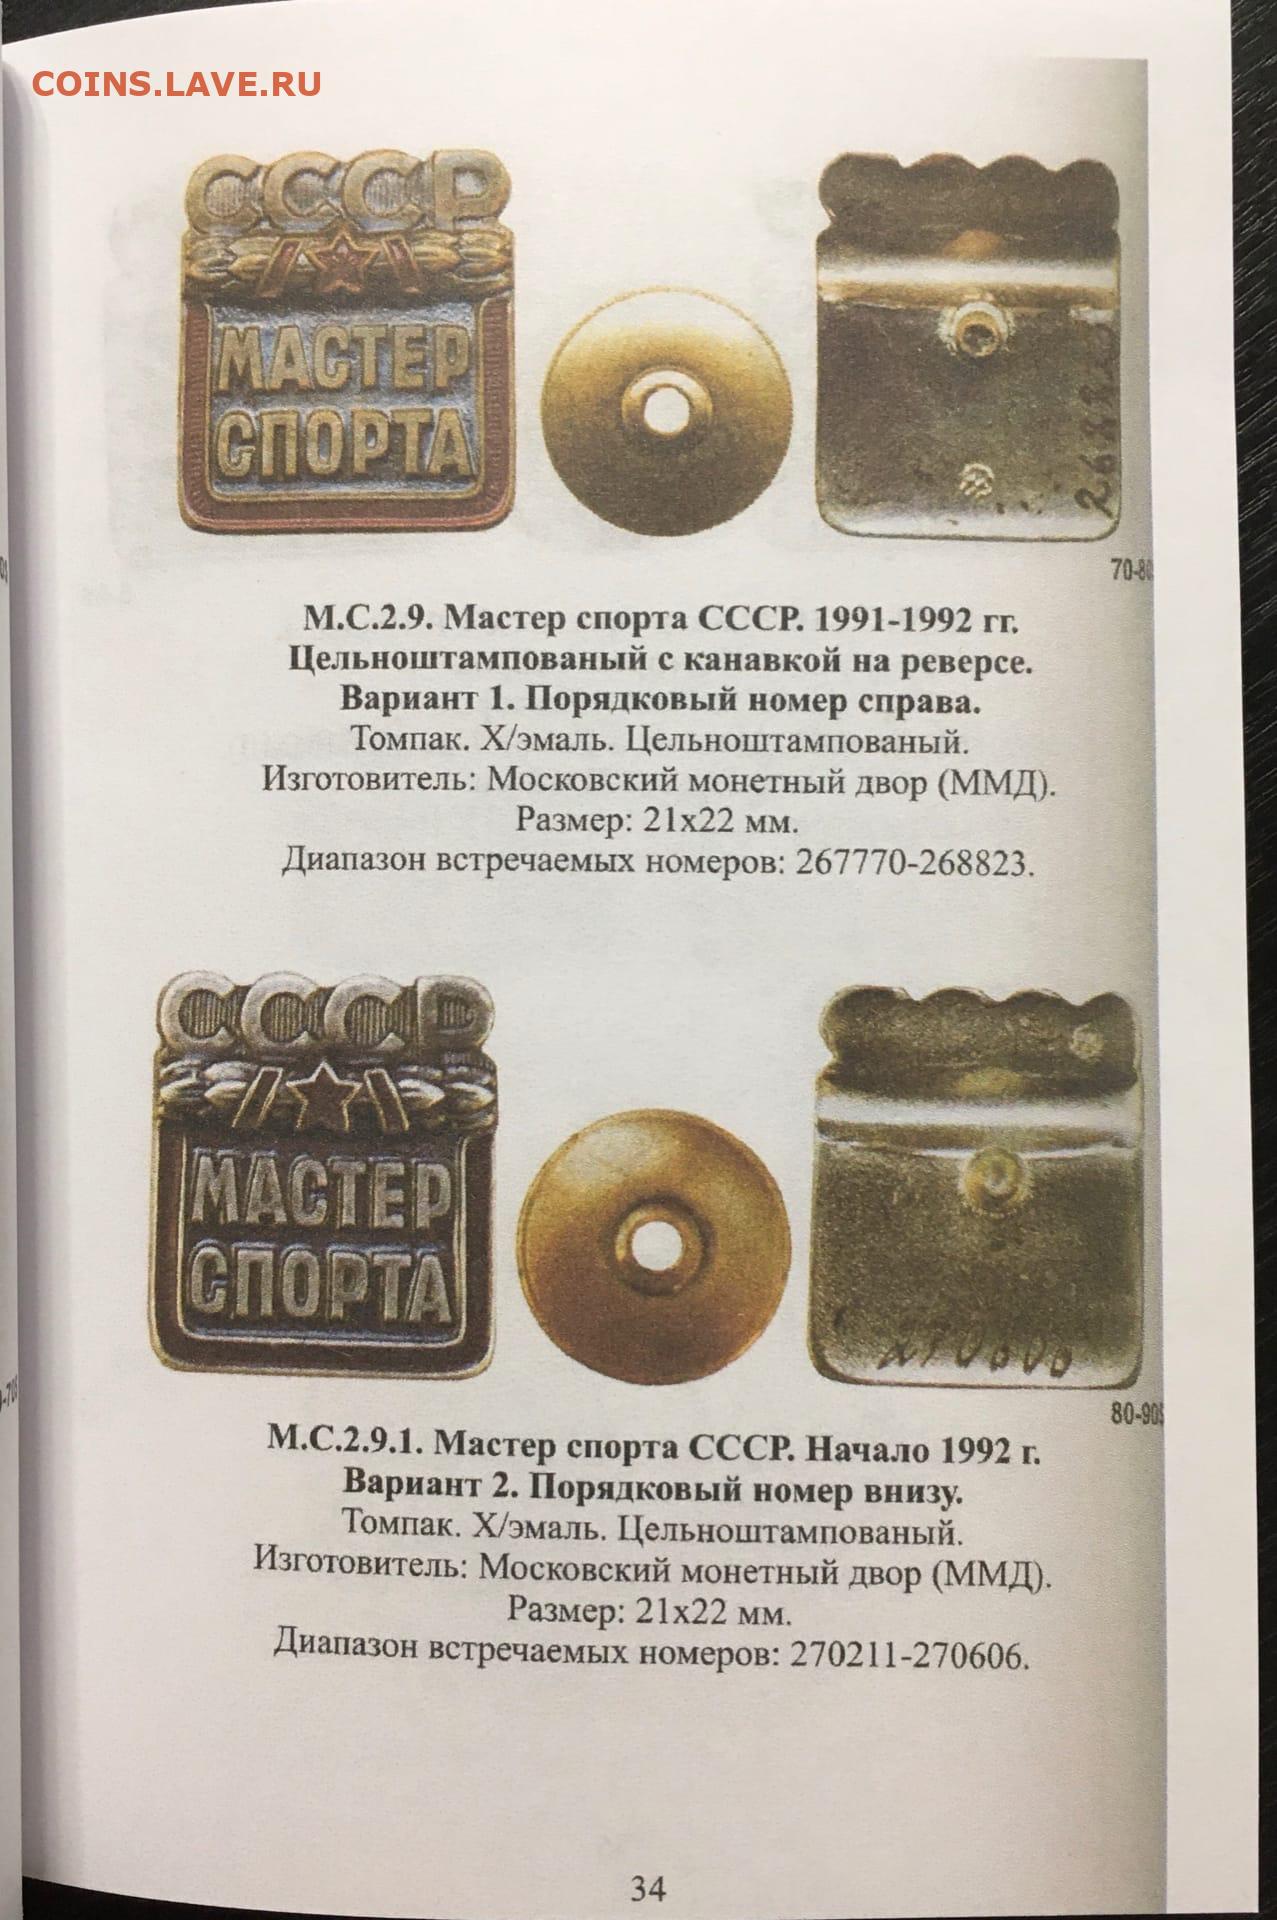 COINS.LAVE.RU
СССР
МАСТЕР
СПОРТА
268823
70-80
М.С.2.9. Мастер спорта СССР. 1991-1992 гг.
Цельноштампованый с канавкой на реверсе.
Вариант 1. Порядковый номер справа.
Томпак. Х/эмаль. Цельноштампованый.
Изготовитель: Московский монетный двор (ММД).
Размер: 21х22 мм.
Диапазон встречаемых номеров: 267770-268823.
СССР
МАСТЕР
СПОРТА
270606
80-90$
М.С.2.9.1. Мастер спорта СССР. Начало 1992 г.
Вариант 2. Порядковый номер внизу.
Томпак. Х/эмаль. Цельноштампованый.
Изготовитель: Московский монетный двор (ММД).
Размер: 21х22 мм.
Диапазон встречаемых номеров: 270211-270606.
34